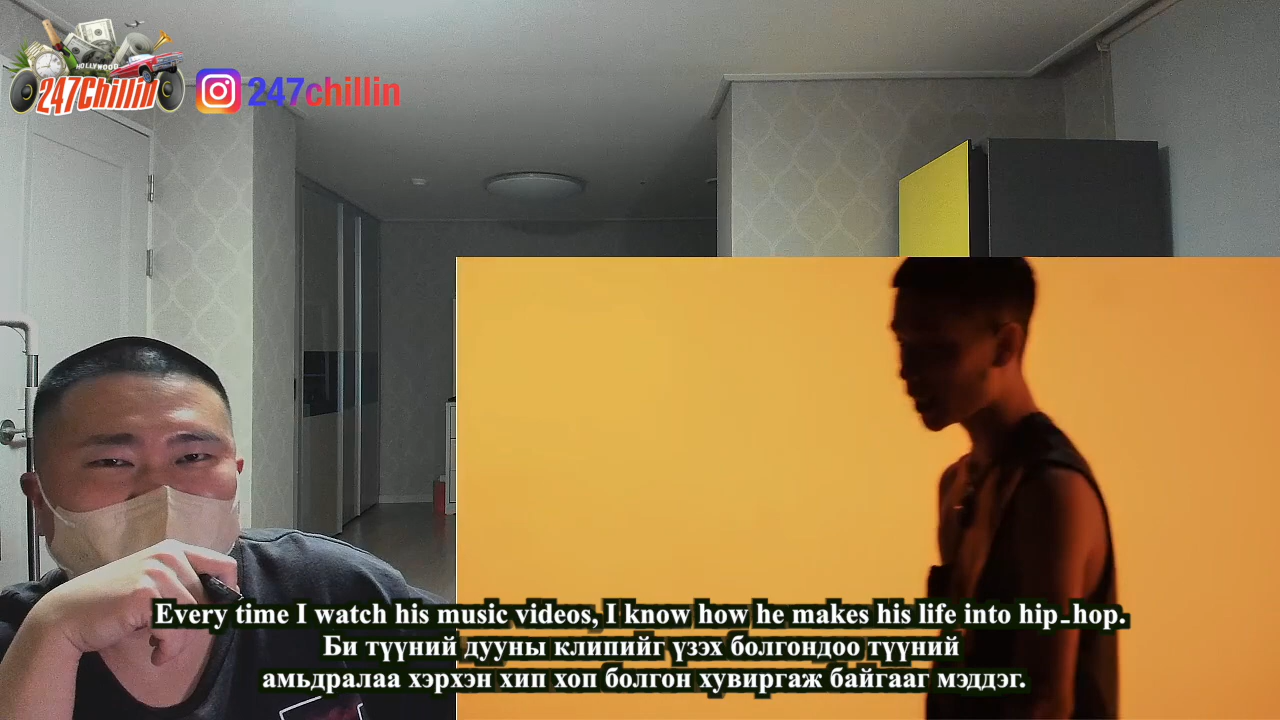 HOLLYWOOD
247Chillin
247chillin
Every time I watch his music videos, I know how he makes his life into hip-hop.
Би түүний дууны клипийг үзэх болгондоо түүний
амьдралаа хэрхэн хип хоп болгон хувиргаж байгааг мэддэг.